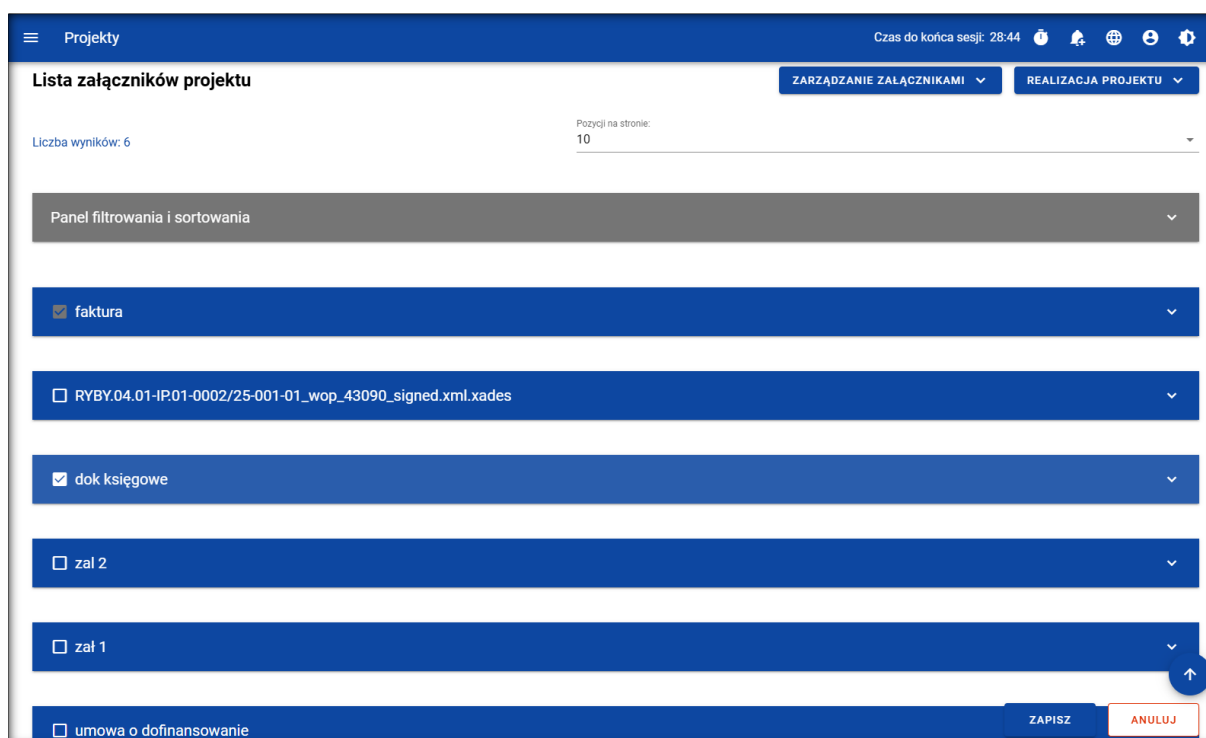 Projekty
Czas do końca sesji: 28:44
Lista załączników projektu
ZARZĄDZANIE ZAŁĄCZNIKAMI
REALIZACJA PROJEKTU
Liczba wyników: 6
Pozycji na stronie:
10
Panel filtrowania i sortowania
faktura
RYBY.04.01-IP.01-0002/25-001-01_wop_43090_signed.xml.xades
dok księgowe
zal 2
zał 1
umowa o dofinansowanie
ZAPISZ
ANULUJ